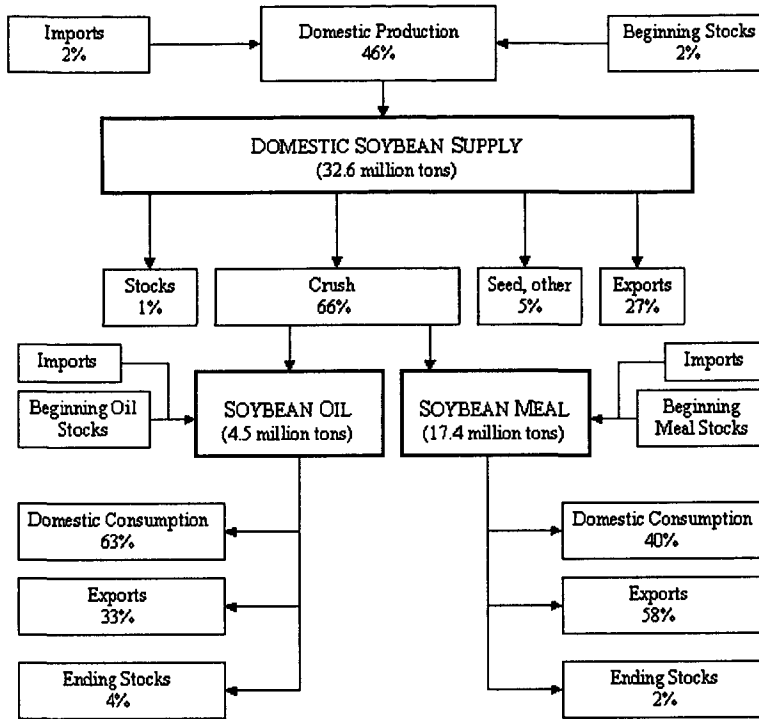 Imports
2%
Domestic Production
46%
Beginning Stocks
2%
DOMESTIC SOYBEAN SUPPLY
(32.6 million tons)
Stocks
1%
Crush
66%
Seed, other
5%
Exports
27%
Imports
Beginning Oil
Stocks
SOYBEAN OIL
(4.5 million tons)
SOYBEAN MEAL
(17.4 million tons)
Imports
Beginning
Meal Stocks
Domestic Consumption
63%
Exports
33%
Ending Stocks
4%
Domestic Consumption
40%
Exports
58%
Ending Stocks
2%